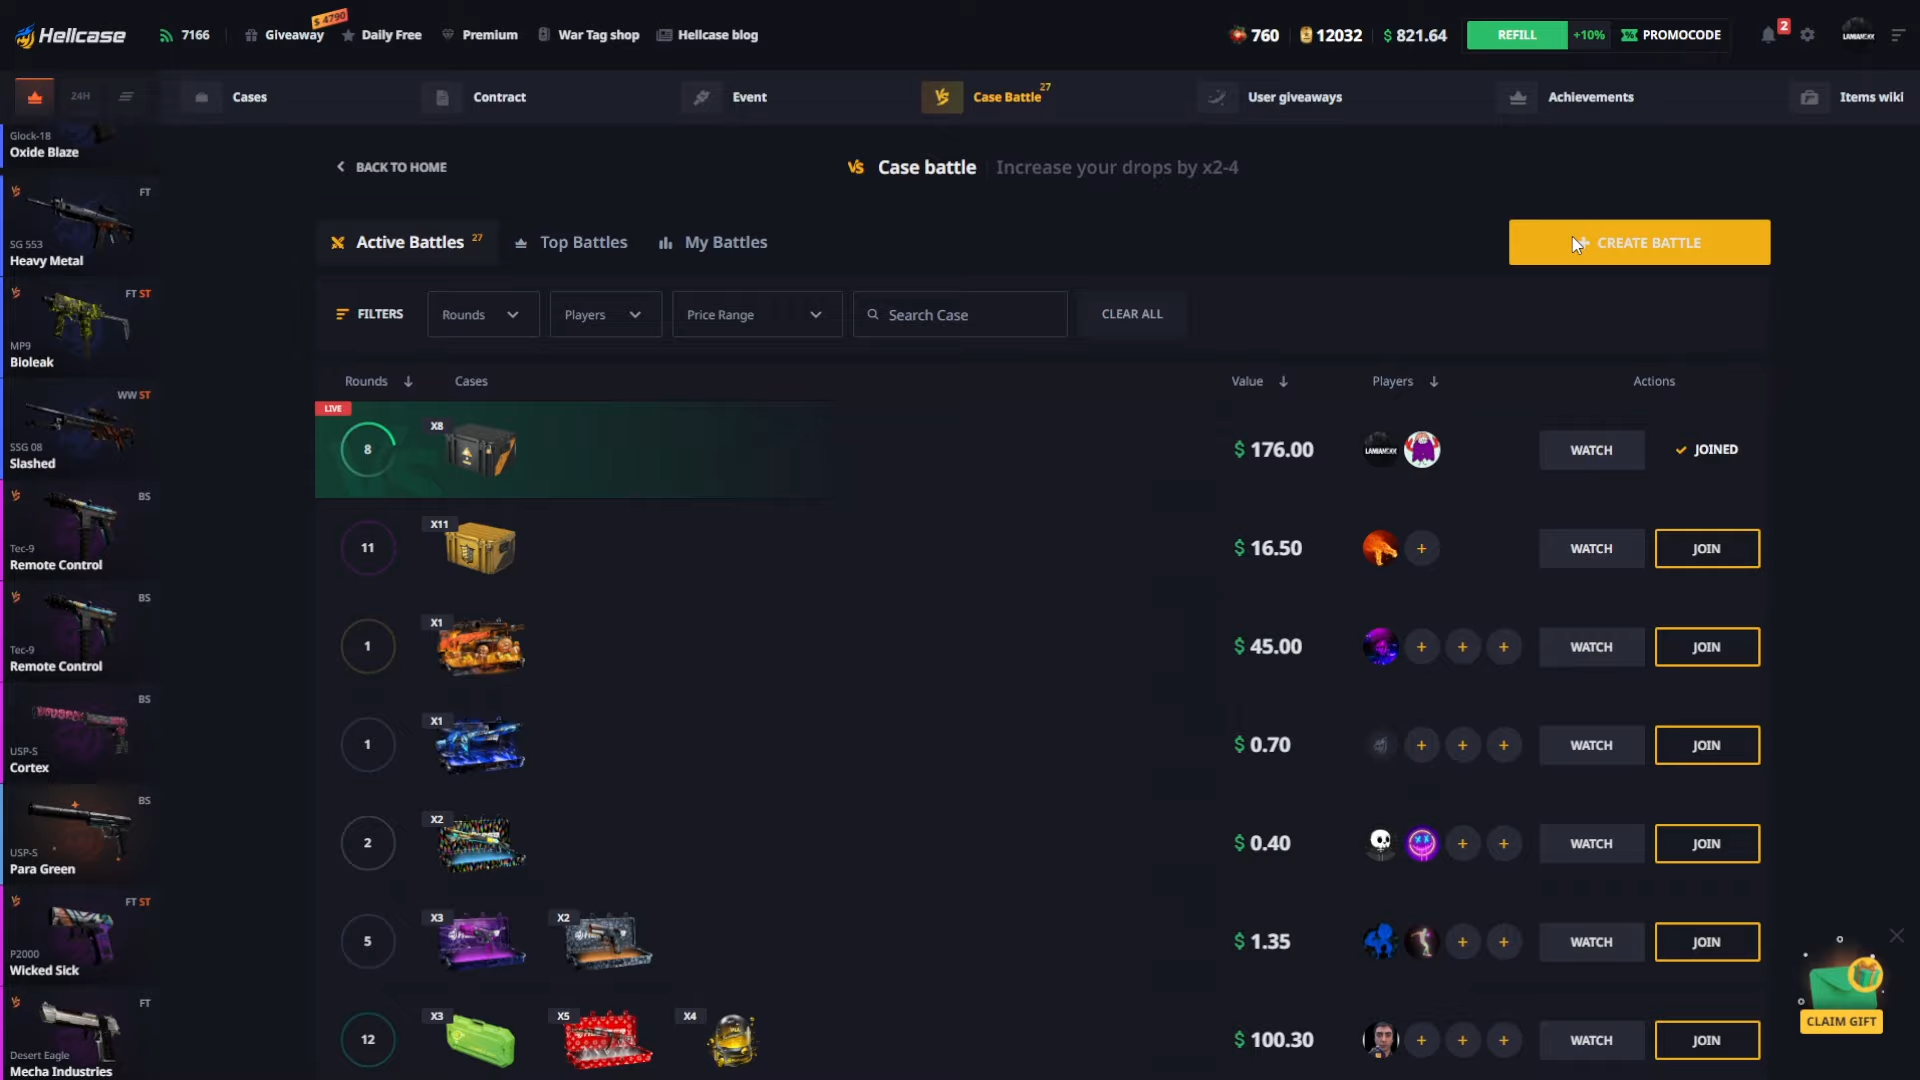 Hellcase
7166
Giveaway
$ 4790
Daily Free
Premium
War Tag shop
Hellcase blog
760
12032
$ 821.64
REFILL
+10%
PROMOCODE
2
24H
Cases
Contract
Event
VS
Case Battle
27
User giveaways
Achievements
Items wiki
Glock-18
Oxide Blaze
FT
SG 553
Heavy Metal
FT ST
MP9
Bioleak
WW ST
SSG 08
Slashed
BS
Tec-9
Remote Control
BS
Tec-9
Remote Control
BS
USP-S
Cortex
BS
USP-S
Para Green
FT ST
P2000
Wicked Sick
FT
Desert Eagle
Mecha Industries
BACK TO HOME
VS Case battle
Increase your drops by x2-4
Active Battles 27
Top Battles
My Battles
CREATE BATTLE
FILTERS
Rounds
Players
Price Range
Search Case
CLEAR ALL
Rounds
Cases
Value
Players
Actions
LIVE
8
X8
$ 176.00
WATCH
JOINED
11
X11
$ 16.50
WATCH
JOIN
1
X1
$ 45.00
WATCH
JOIN
1
X1
$ 0.70
WATCH
JOIN
2
X2
$ 0.40
WATCH
JOIN
5
X3
X2
$ 1.35
WATCH
JOIN
12
X3
X5
X4
$ 100.30
WATCH
JOIN
CLAIM GIFT